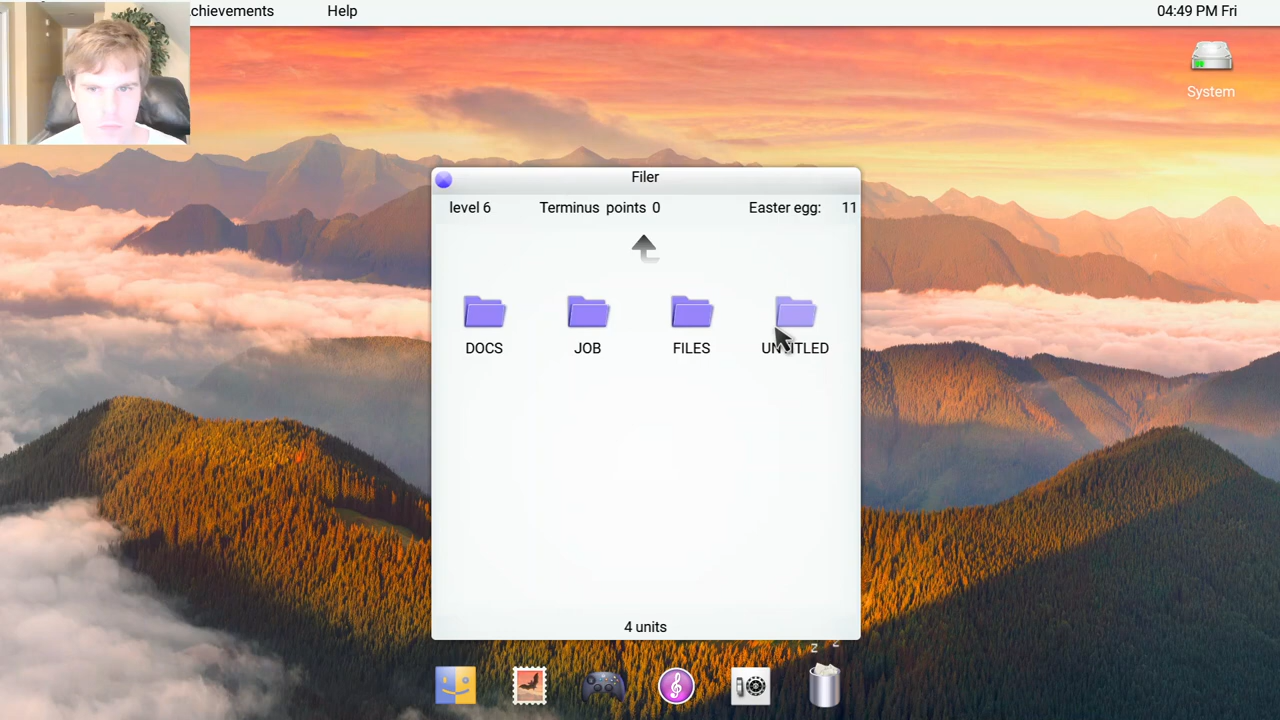 chievements Help 04:49 PM Fri
System
Filer
level 6 Terminus points 0 Easter egg: 11
DOCS JOB FILES UNTITLED
4 units
z z